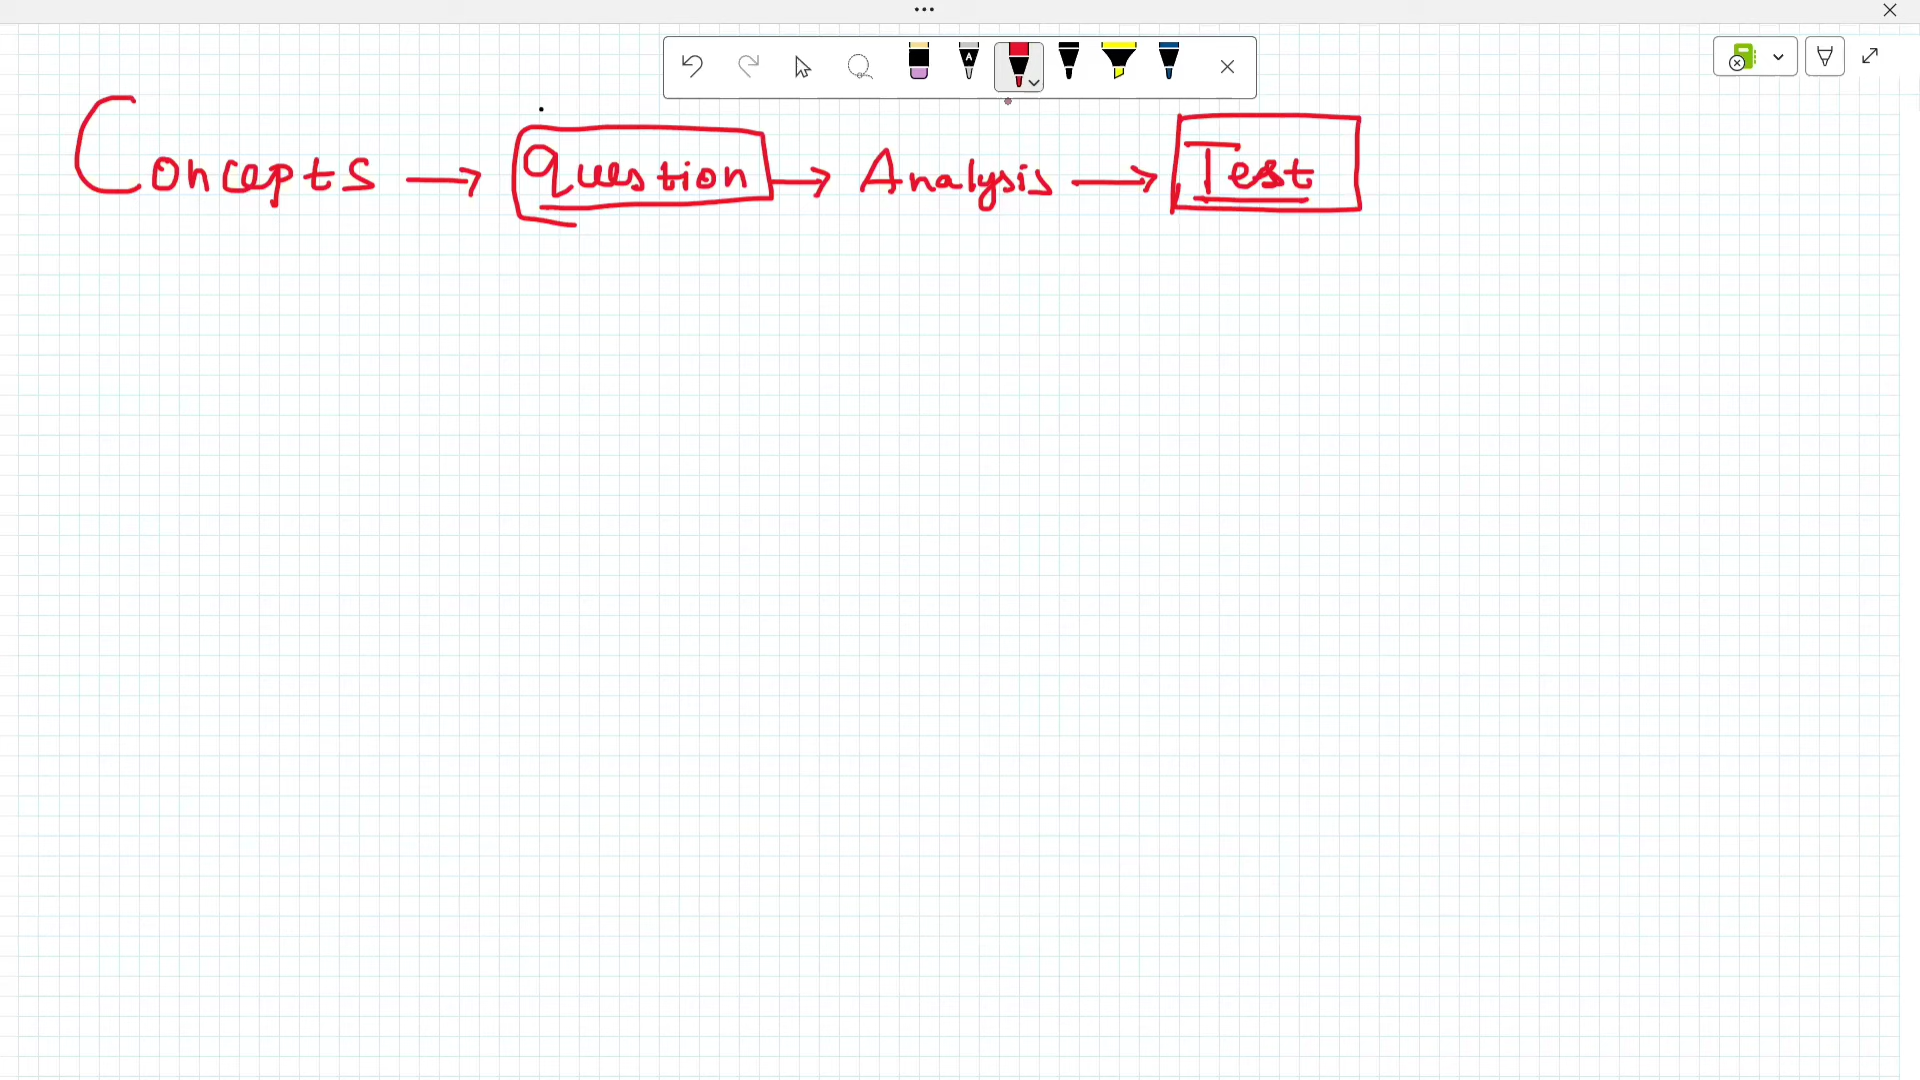 Concepts → Question → Analysis → Test